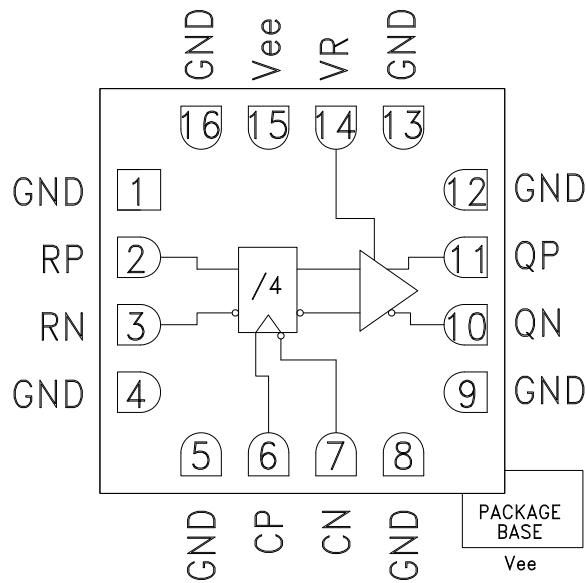 GND Vee VR GND
16 15 14 13
GND 1 12 GND
RP 2 11 QP
/4
RN 3 10 QN
GND 4 9 GND
5 6 7 8
GND CP CN GND
PACKAGE
BASE
Vee